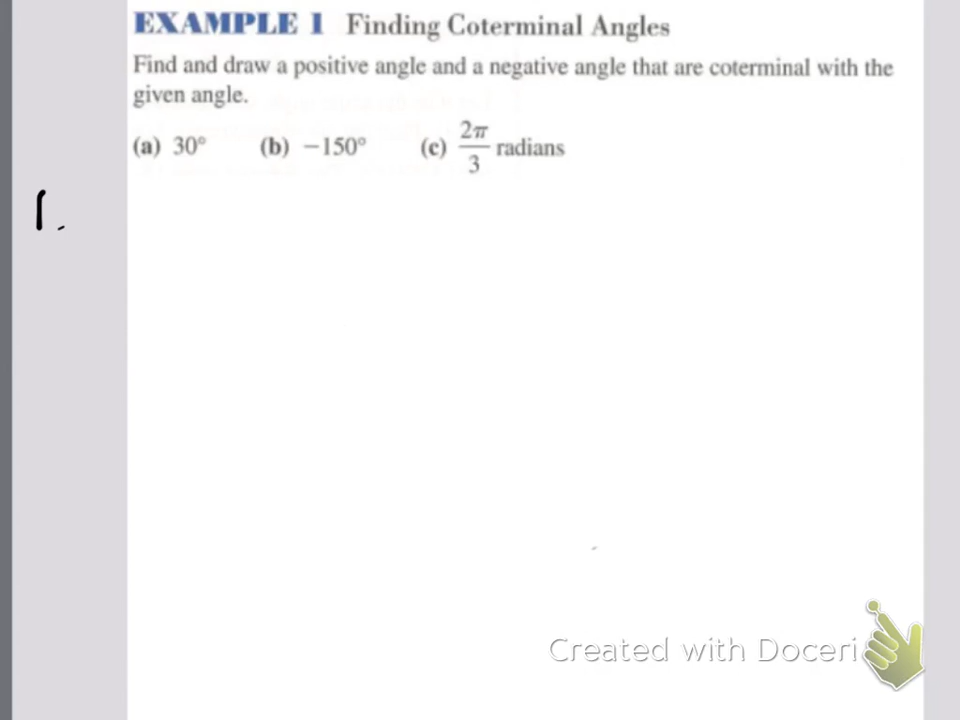 EXAMPLE 1 Finding Coterminal Angles
Find and draw a positive angle and a negative angle that are coterminal with the
given angle.
(a) 30° (b) −150° (c) 2π/3 radians
1.
Created with Doceri